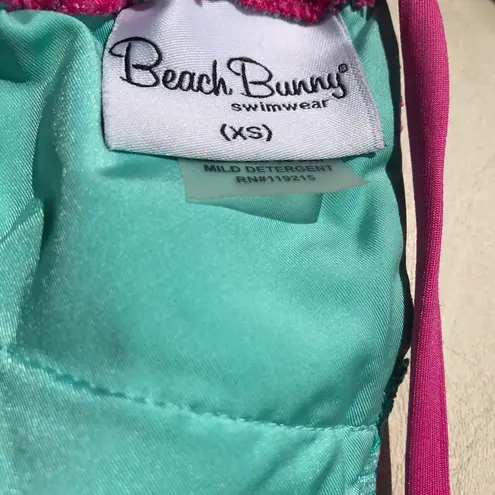 Beach Bunny®
swimwear
(XS)
MILD DETERGENT
RN#119215